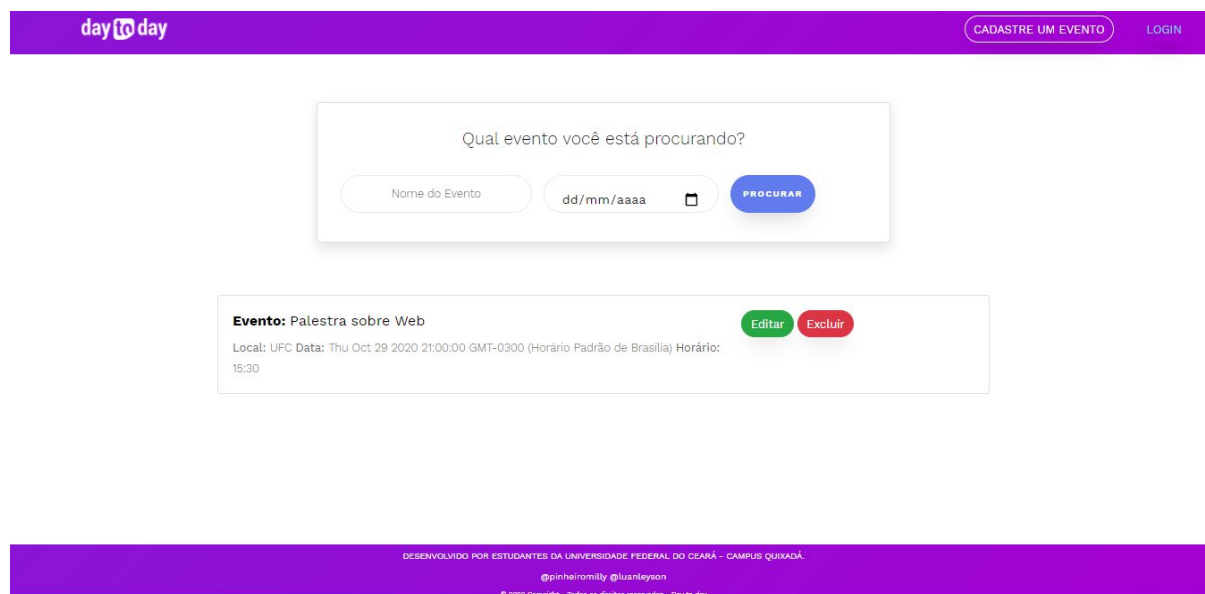 day to day
CADASTRE UM EVENTO
LOGIN
Qual evento você está procurando?
Nome do Evento
dd/mm/aaaa
PROCURAR
Evento: Palestra sobre Web
Editar
Excluir
Local: UFC Data: Thu Oct 29 2020 21:00:00 GMT-0300 (Horário Padrão de Brasília) Horário:
15:30
DESENVOLVIDO POR ESTUDANTES DA UNIVERSIDADE FEDERAL DO CEARÁ - CAMPUS QUIXADÁ.
@pinheiromilly @luanleyson